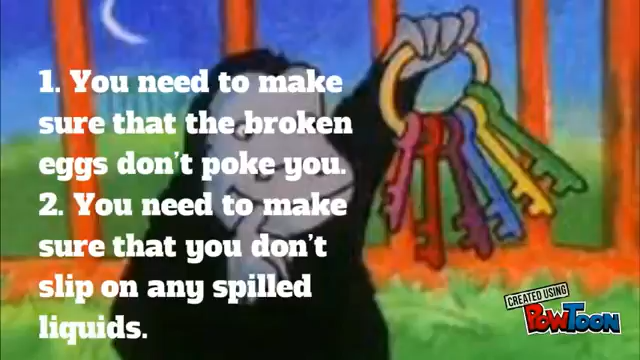 1. You need to make
sure that the broken
eggs don't poke you.
2. You need to make
sure that you don't
slip on any spilled
liquids.
CREATED USING
POWTOON